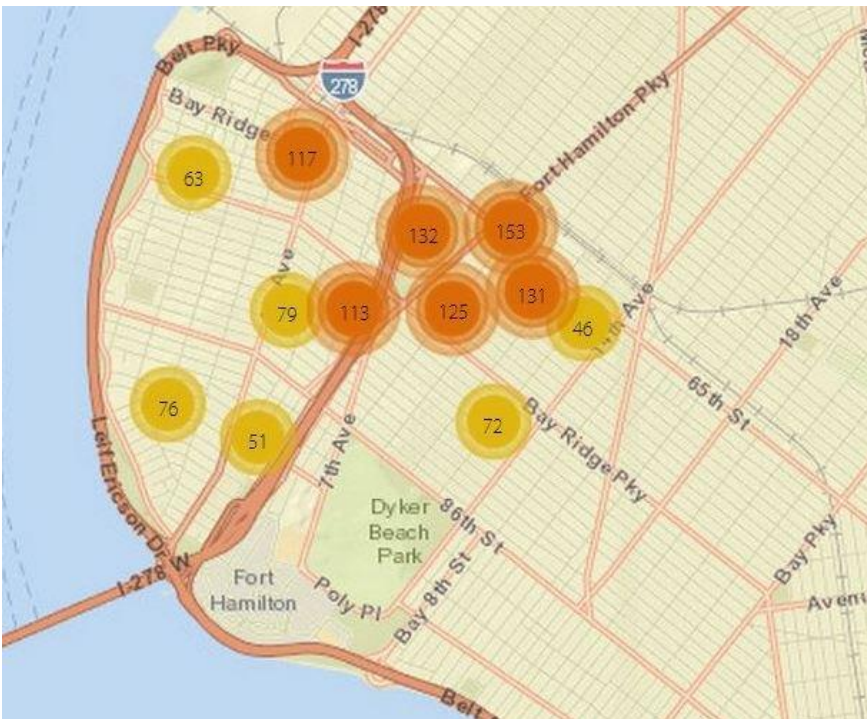 I-278
Belt Pky
278
Bay Ridge
117
Fort Hamilton Pky
63
132
153
Ave
131
79
113
125
46
Ave
18th Ave
76
51
72
65th St
Bay Ridge Pky
7th Ave
Leif Ericson Dr
Dyker
Beach
Park
86th St
Bay Pky
I-278 W
Fort
Hamilton
Poly Pl
Bay 8th St
Avenu
Belt